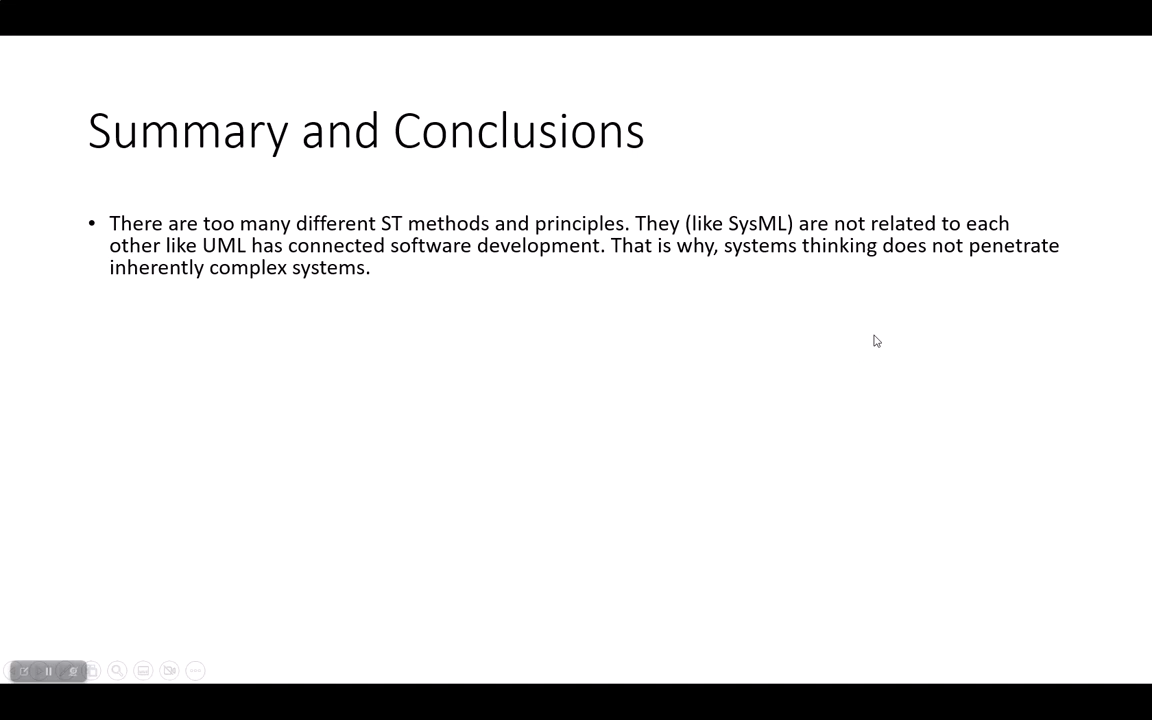 Summary and Conclusions
• There are too many different ST methods and principles. They (like SysML) are not related to each
other like UML has connected software development. That is why, systems thinking does not penetrate
inherently complex systems.